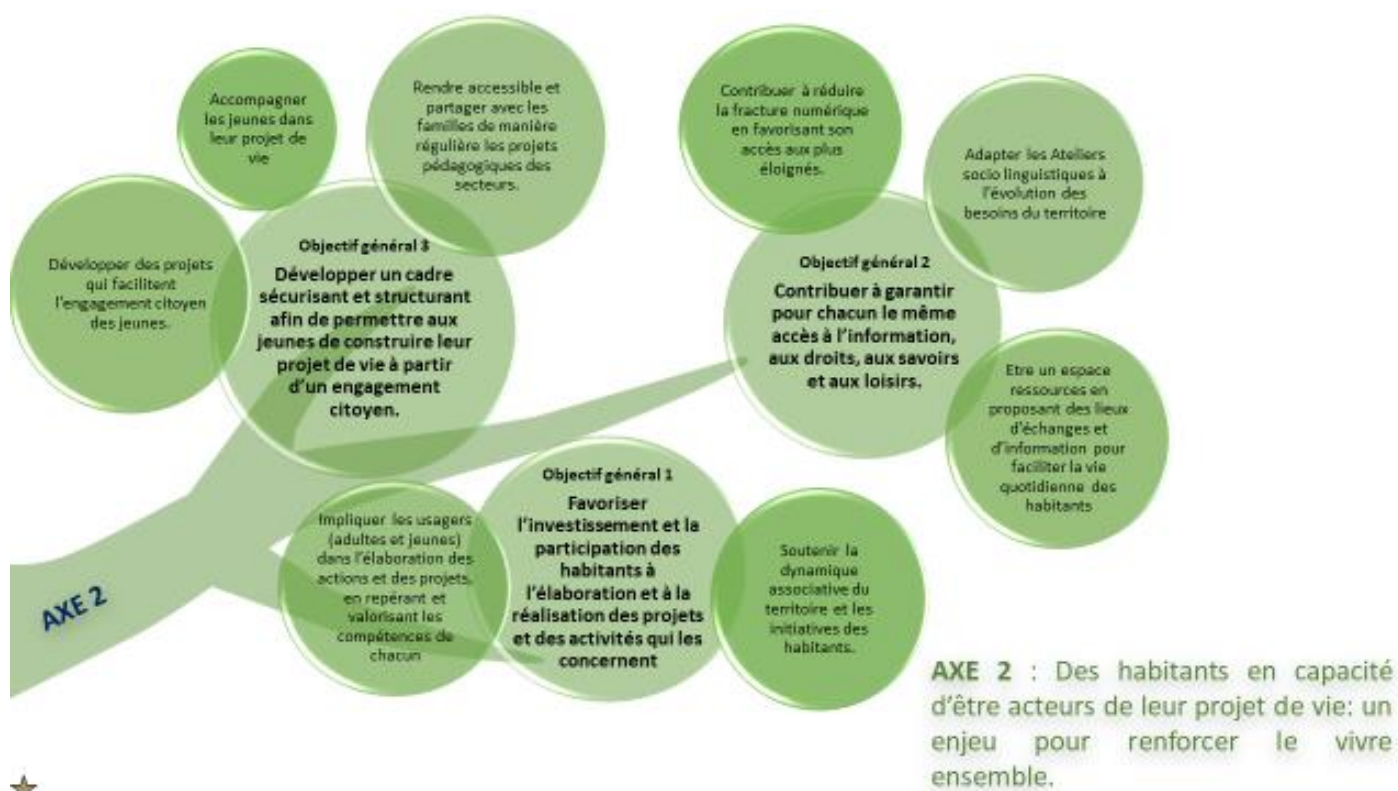 Accompagner
les jeunes dans
leur projet de
vie
Rendre accessible et
partager avec les
familles de manière
régulière les projets
pédagogiques des
secteurs.
Développer des projets
qui facilitent
l'engagement citoyen
des jeunes.
Objectif général 3
Développer un cadre
sécurisant et structurant
afin de permettre aux
jeunes de construire leur
projet de vie à partir
d'un engagement
citoyen.
Contribuer à réduire
la fracture numérique
en favorisant son
accès aux plus
éloignés.
Adapter les Ateliers
socio linguistiques à
l'évolution des
besoins du territoire
Objectif général 2
Contribuer à garantir
pour chacun le même
accès à l'information,
aux droits, aux savoirs
et aux loisirs.
Etre un espace
ressources en
proposant des lieux
d'échanges et
d'information pour
faciliter la vie
quotidienne des
habitants
Objectif général 1
Favoriser
l'investissement et la
participation des
habitants à
l'élaboration et à la
réalisation des projets
et des activités qui les
concernent
Impliquer les usagers
(adultes et jeunes)
dans l'élaboration des
actions et des projets,
en repérant et
valorisant les
compétences de
chacun
Soutenir la
dynamique
associative du
territoire et les
initiatives des
habitants.
AXE 2
AXE 2 : Des habitants en capacité
d'être acteurs de leur projet de vie: un
enjeu pour renforcer le vivre
ensemble.